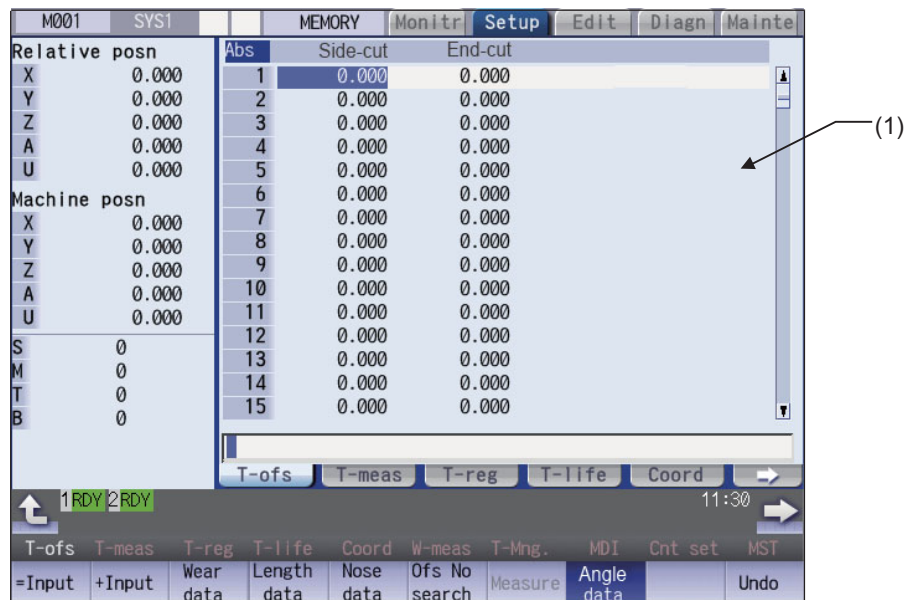 M001 SYS1 MEMORY Monitr Setup Edit Diagn Mainte
Relative posn
X 0.000
Y 0.000
Z 0.000
A 0.000
U 0.000
Machine posn
X 0.000
Y 0.000
Z 0.000
A 0.000
U 0.000
S 0
M 0
T 0
B 0
Abs Side-cut End-cut
1 0.000 0.000
2 0.000 0.000
3 0.000 0.000
4 0.000 0.000
5 0.000 0.000
6 0.000 0.000
7 0.000 0.000
8 0.000 0.000
9 0.000 0.000
10 0.000 0.000
11 0.000 0.000
12 0.000 0.000
13 0.000 0.000
14 0.000 0.000
15 0.000 0.000
(1)
T-ofs T-meas T-reg T-life Coord
1 RDY 2 RDY 11:30
T-ofs T-meas T-reg T-life Coord W-meas T-Mng. MDI Cnt set MST
=Input +Input Wear data Length data Nose data Ofs No search Measure Angle data Undo